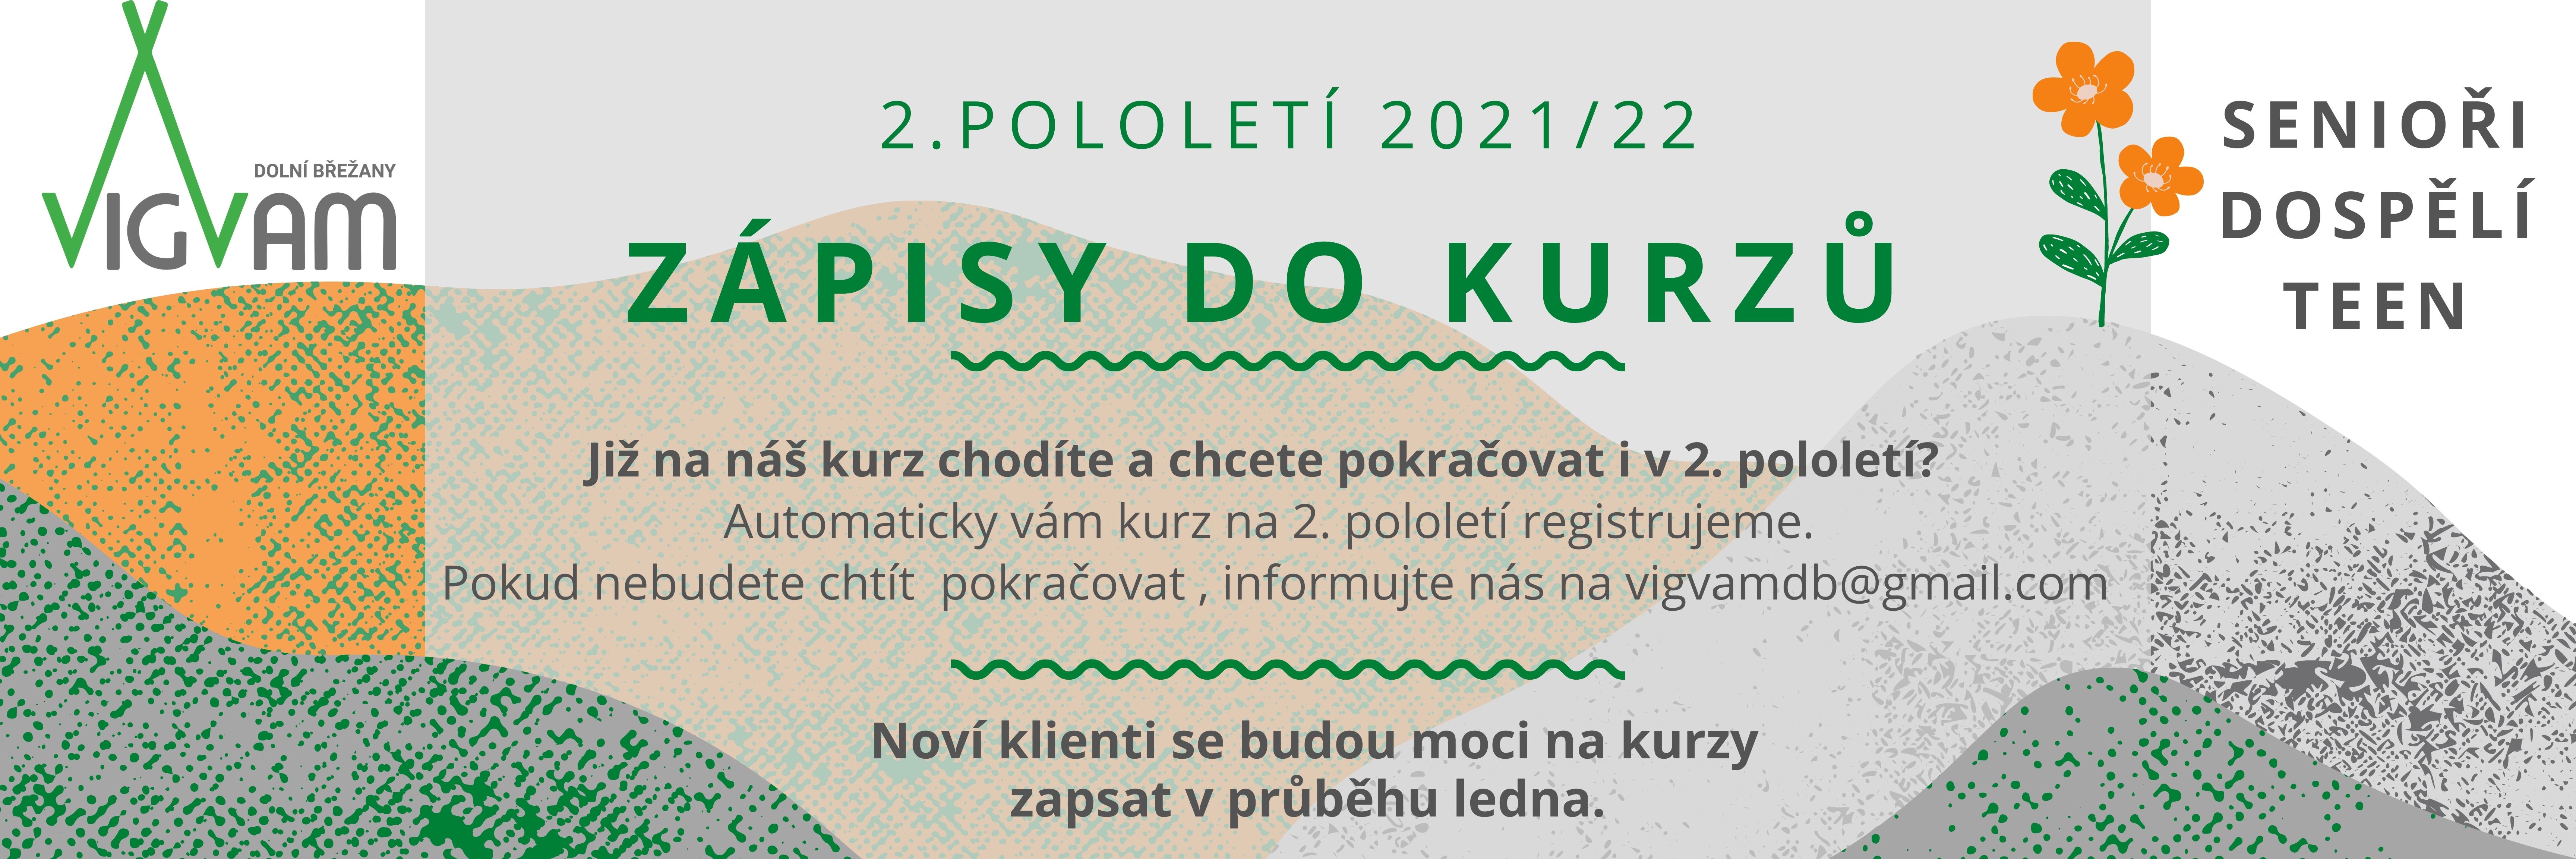 DOLNÍ BŘEŽANY
VIGVAM
2.POLOLETÍ 2021/22
ZÁPISY DO KURZŮ
Již na náš kurz chodíte a chcete pokračovat i v 2. pololetí?
Automaticky vám kurz na 2. pololetí registrujeme.
Pokud nebudete chtít  pokračovat , informujte nás na vigvamdb@gmail.com
Noví klienti se budou moci na kurzy
zapsat v průběhu ledna.
SENIOŘI
DOSPĚLÍ
TEEN